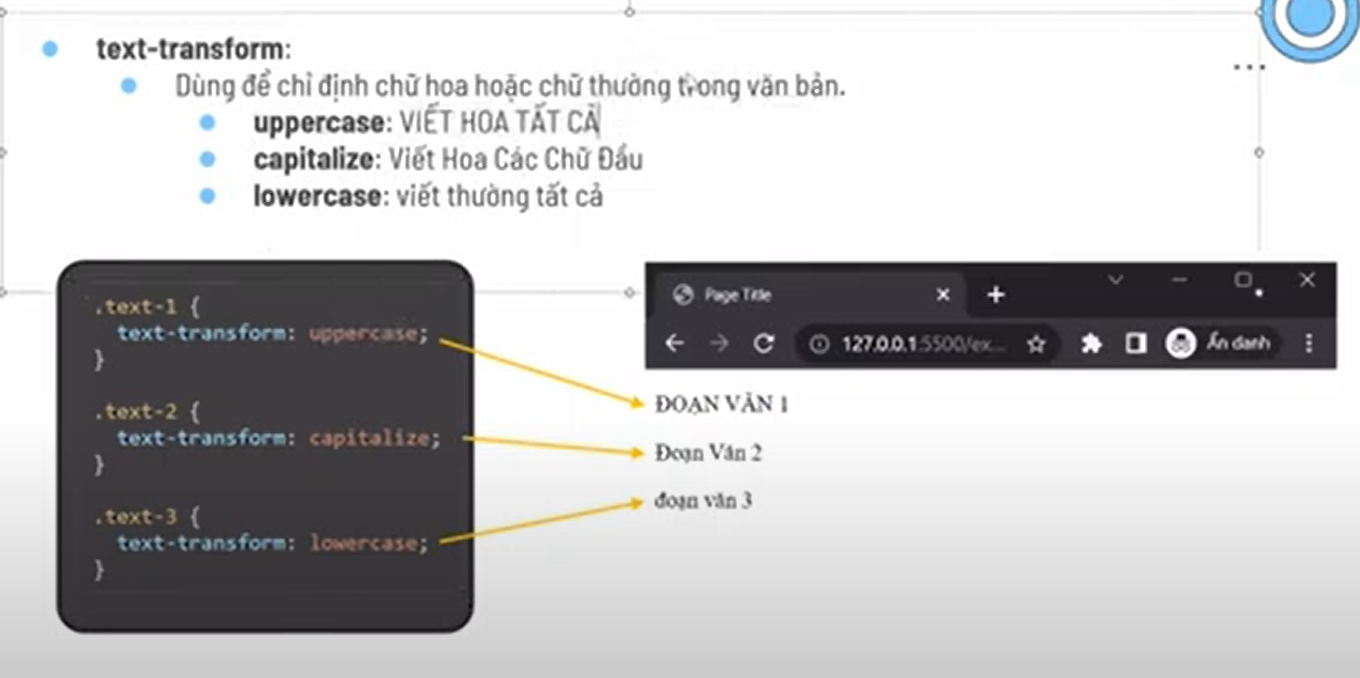 text-transform:
Dùng để chỉ định chữ hoa hoặc chữ thường trong văn bản.
uppercase: VIẾT HOA TẤT CẢ
capitalize: Viết Hoa Các Chữ Đầu
lowercase: viết thường tất cả
.text-1 {
text-transform: uppercase;
}
.text-2 {
text-transform: capitalize;
}
.text-3 {
text-transform: lowercase;
}
Page Title
127.0.0.1:5500/ex...
Ẩn danh
ĐOẠN VĂN 1
Đoạn Văn 2
đoạn văn 3